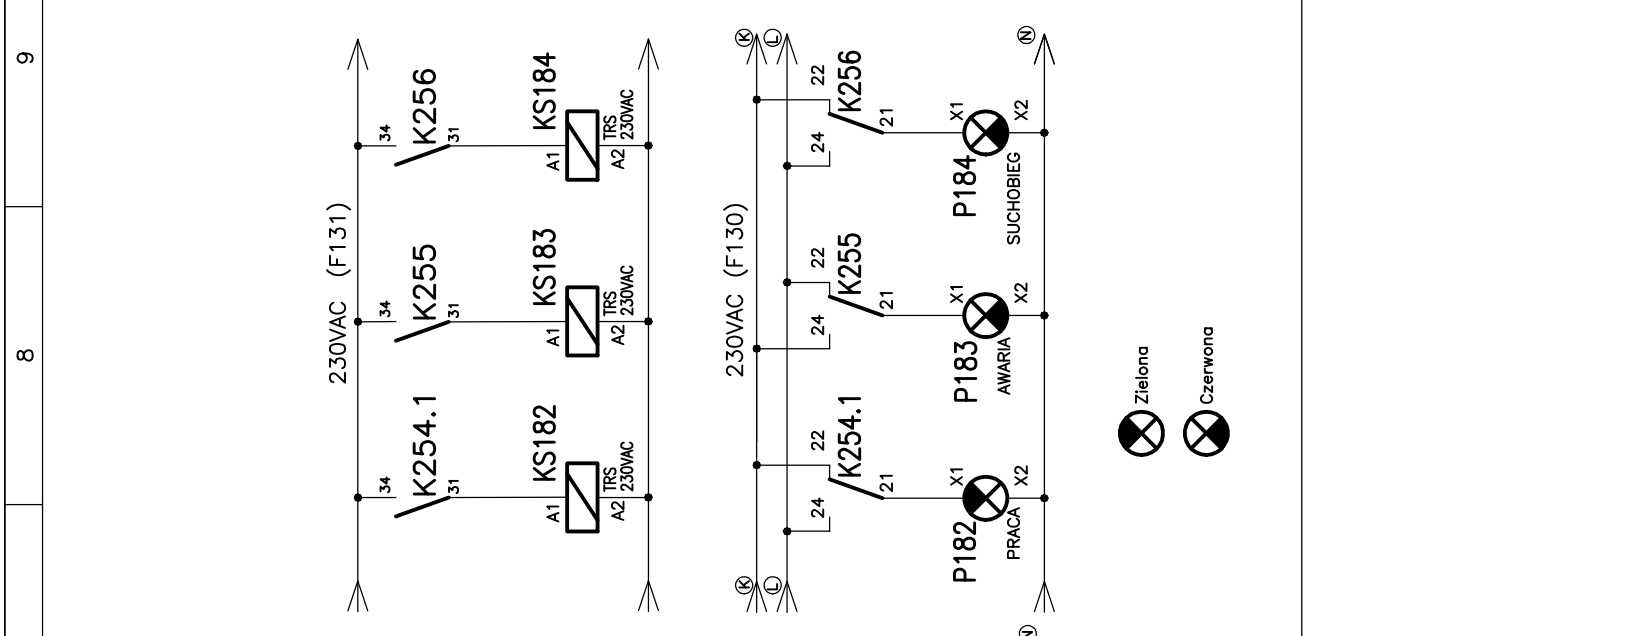 9
8
230VAC (F131)
34
K256
31
KS184
A1
TRS
230VAC
A2
34
K255
31
KS183
A1
TRS
230VAC
A2
34
K254.1
31
KS182
A1
TRS
230VAC
A2
230VAC (F130)
K
L
N
22
K256
21
24
X1
X2
P184
SUCHOBIEG
22
K255
21
24
X1
X2
P183
AWARIA
22
K254.1
21
24
X1
X2
P182
PRACA
K
L
N
Zielona
Czerwona